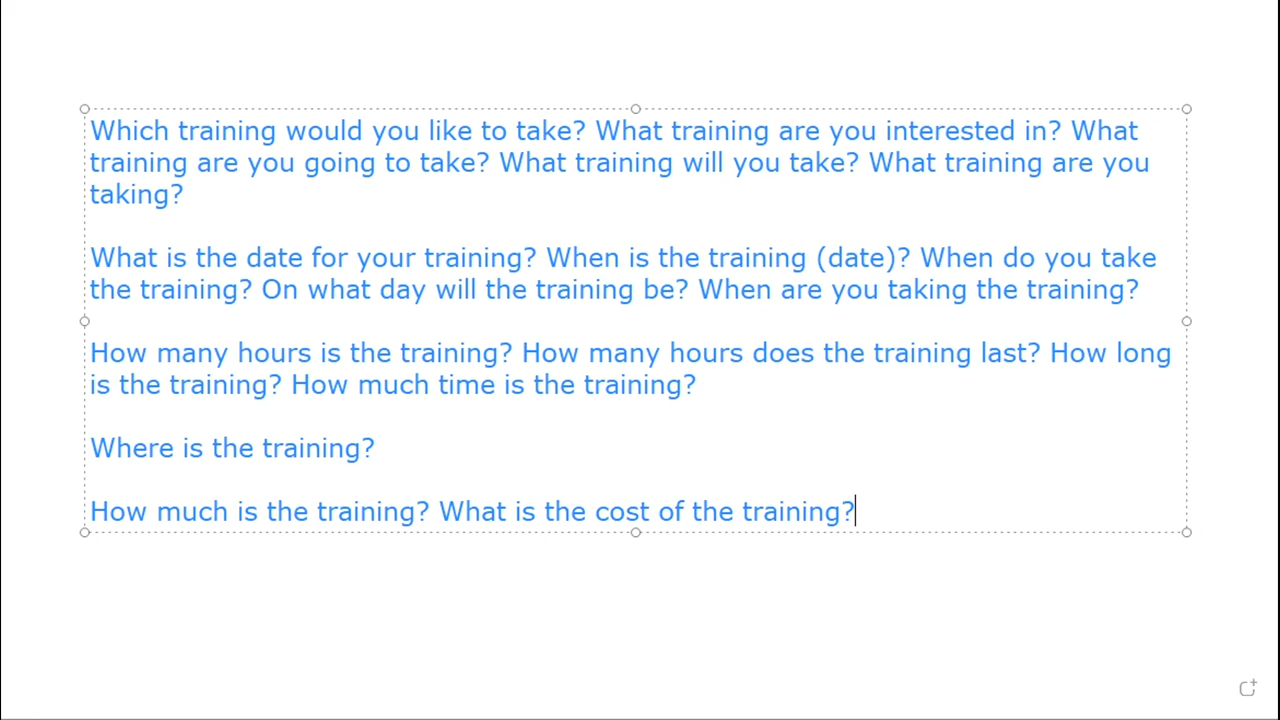 Which training would you like to take? What training are you interested in? What
training are you going to take? What training will you take? What training are you
taking?
What is the date for your training? When is the training (date)? When do you take
the training? On what day will the training be? When are you taking the training?
How many hours is the training? How many hours does the training last? How long
is the training? How much time is the training?
Where is the training?
How much is the training? What is the cost of the training?